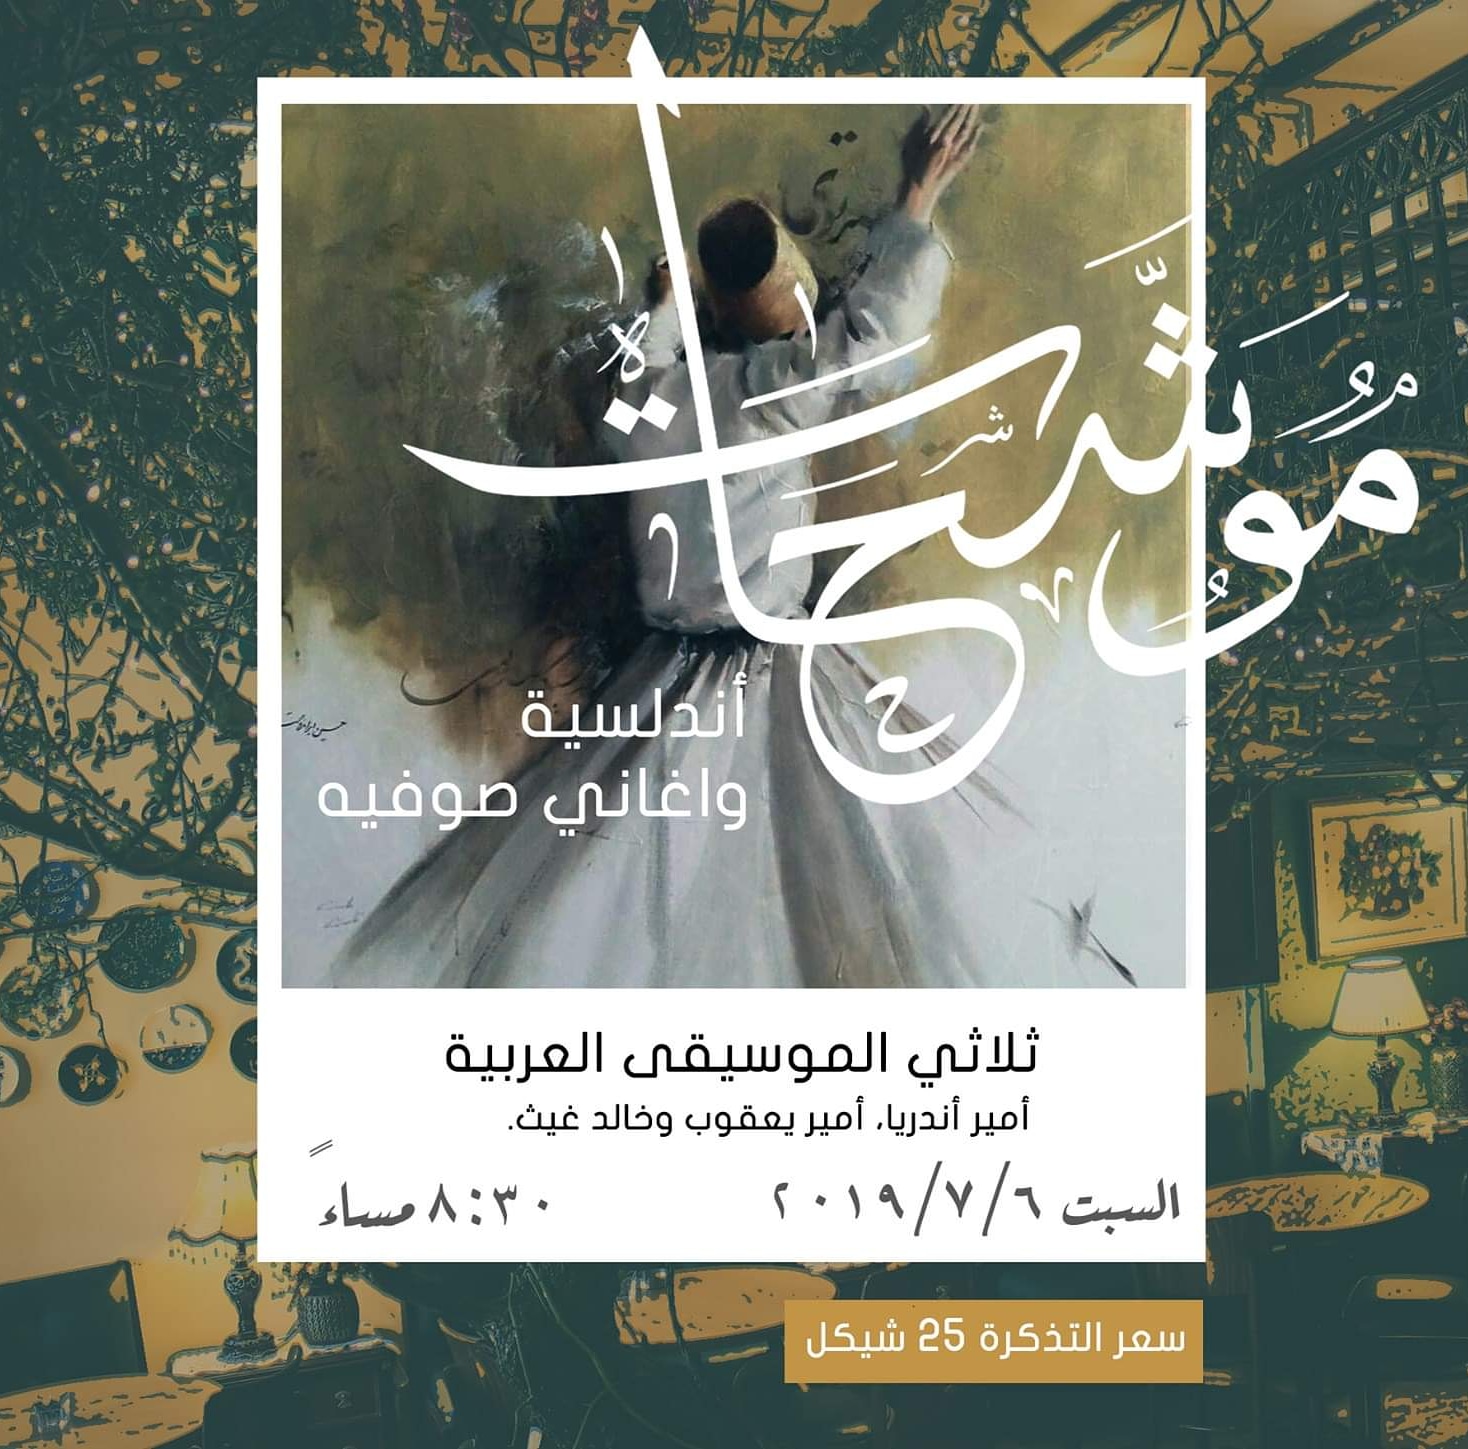 مُوَشَّحَات
أندلسية
واغاني صوفيه
ثلاثي الموسيقى العربية
أمير أندريا، أمير يعقوب وخالد غيث.
السبت ٢٠١٩/٧/٦
٨:٣٠ مساء
سعر التذكرة 25 شيكل